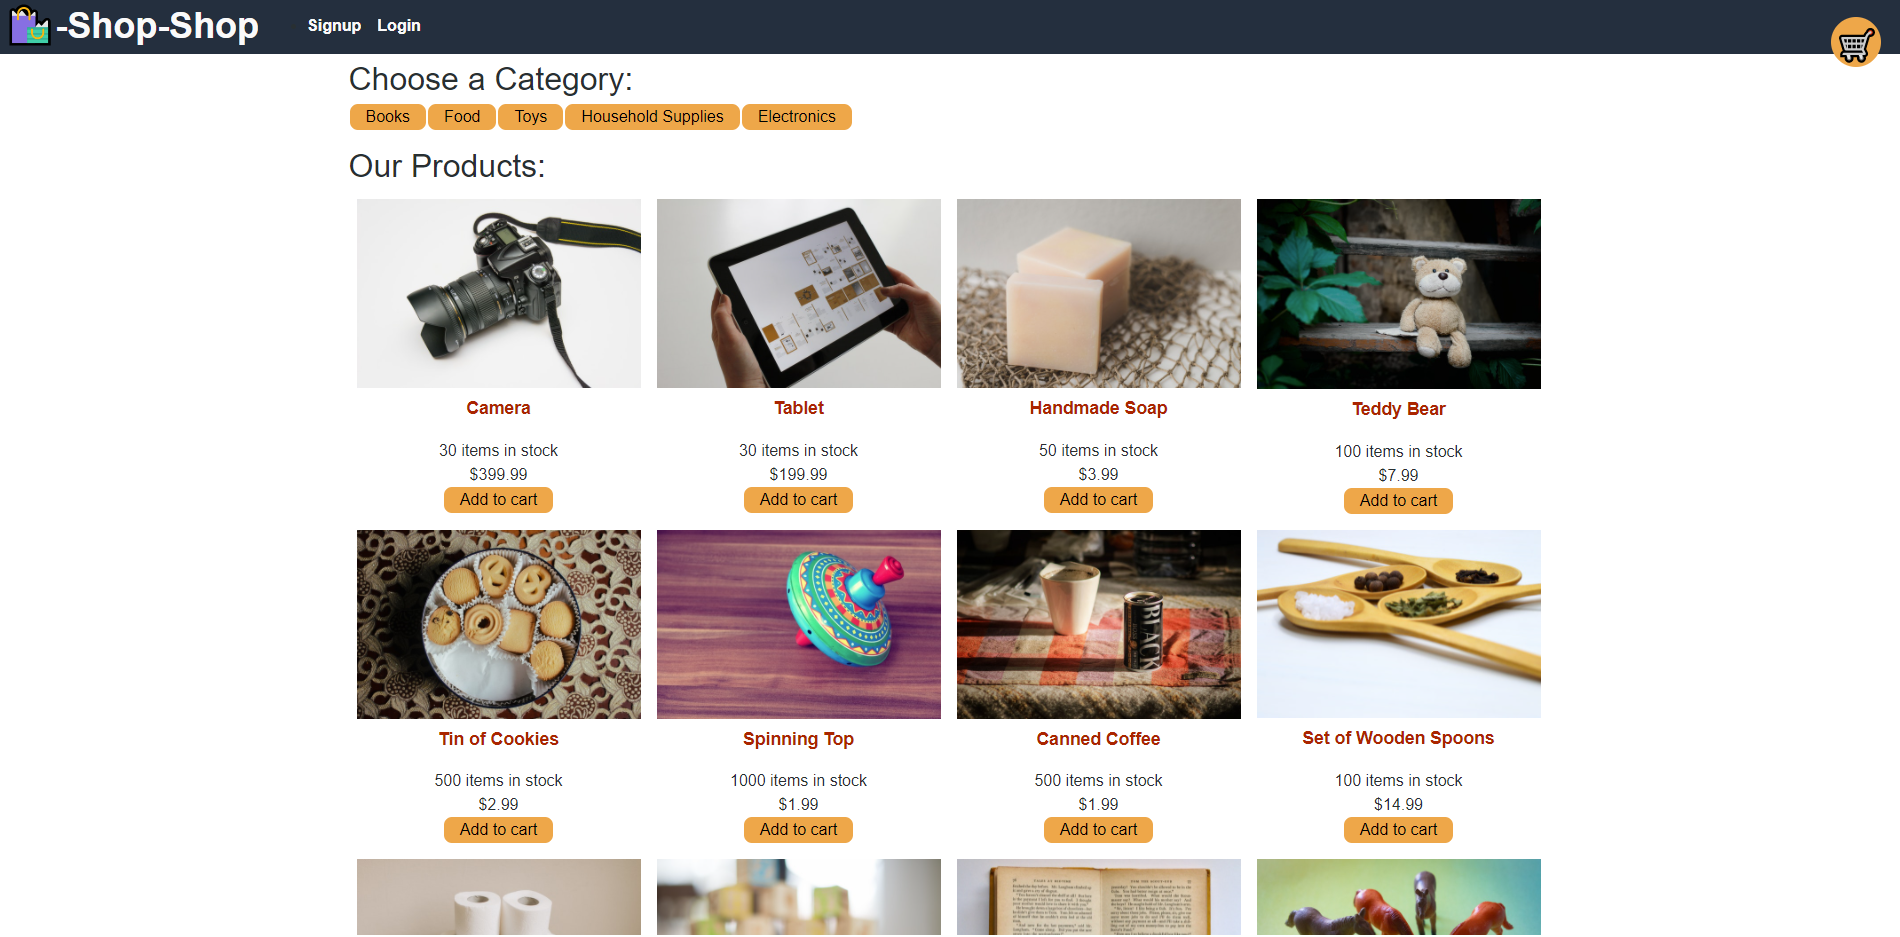 -Shop-Shop
Signup Login
Choose a Category:
Books Food Toys Household Supplies Electronics
Our Products:
Camera
30 items in stock
$399.99
Add to cart
Tablet
30 items in stock
$199.99
Add to cart
Handmade Soap
50 items in stock
$3.99
Add to cart
Teddy Bear
100 items in stock
$7.99
Add to cart
Tin of Cookies
500 items in stock
$2.99
Add to cart
Spinning Top
1000 items in stock
$1.99
Add to cart
BLACK
Canned Coffee
500 items in stock
$1.99
Add to cart
Set of Wooden Spoons
100 items in stock
$14.99
Add to cart